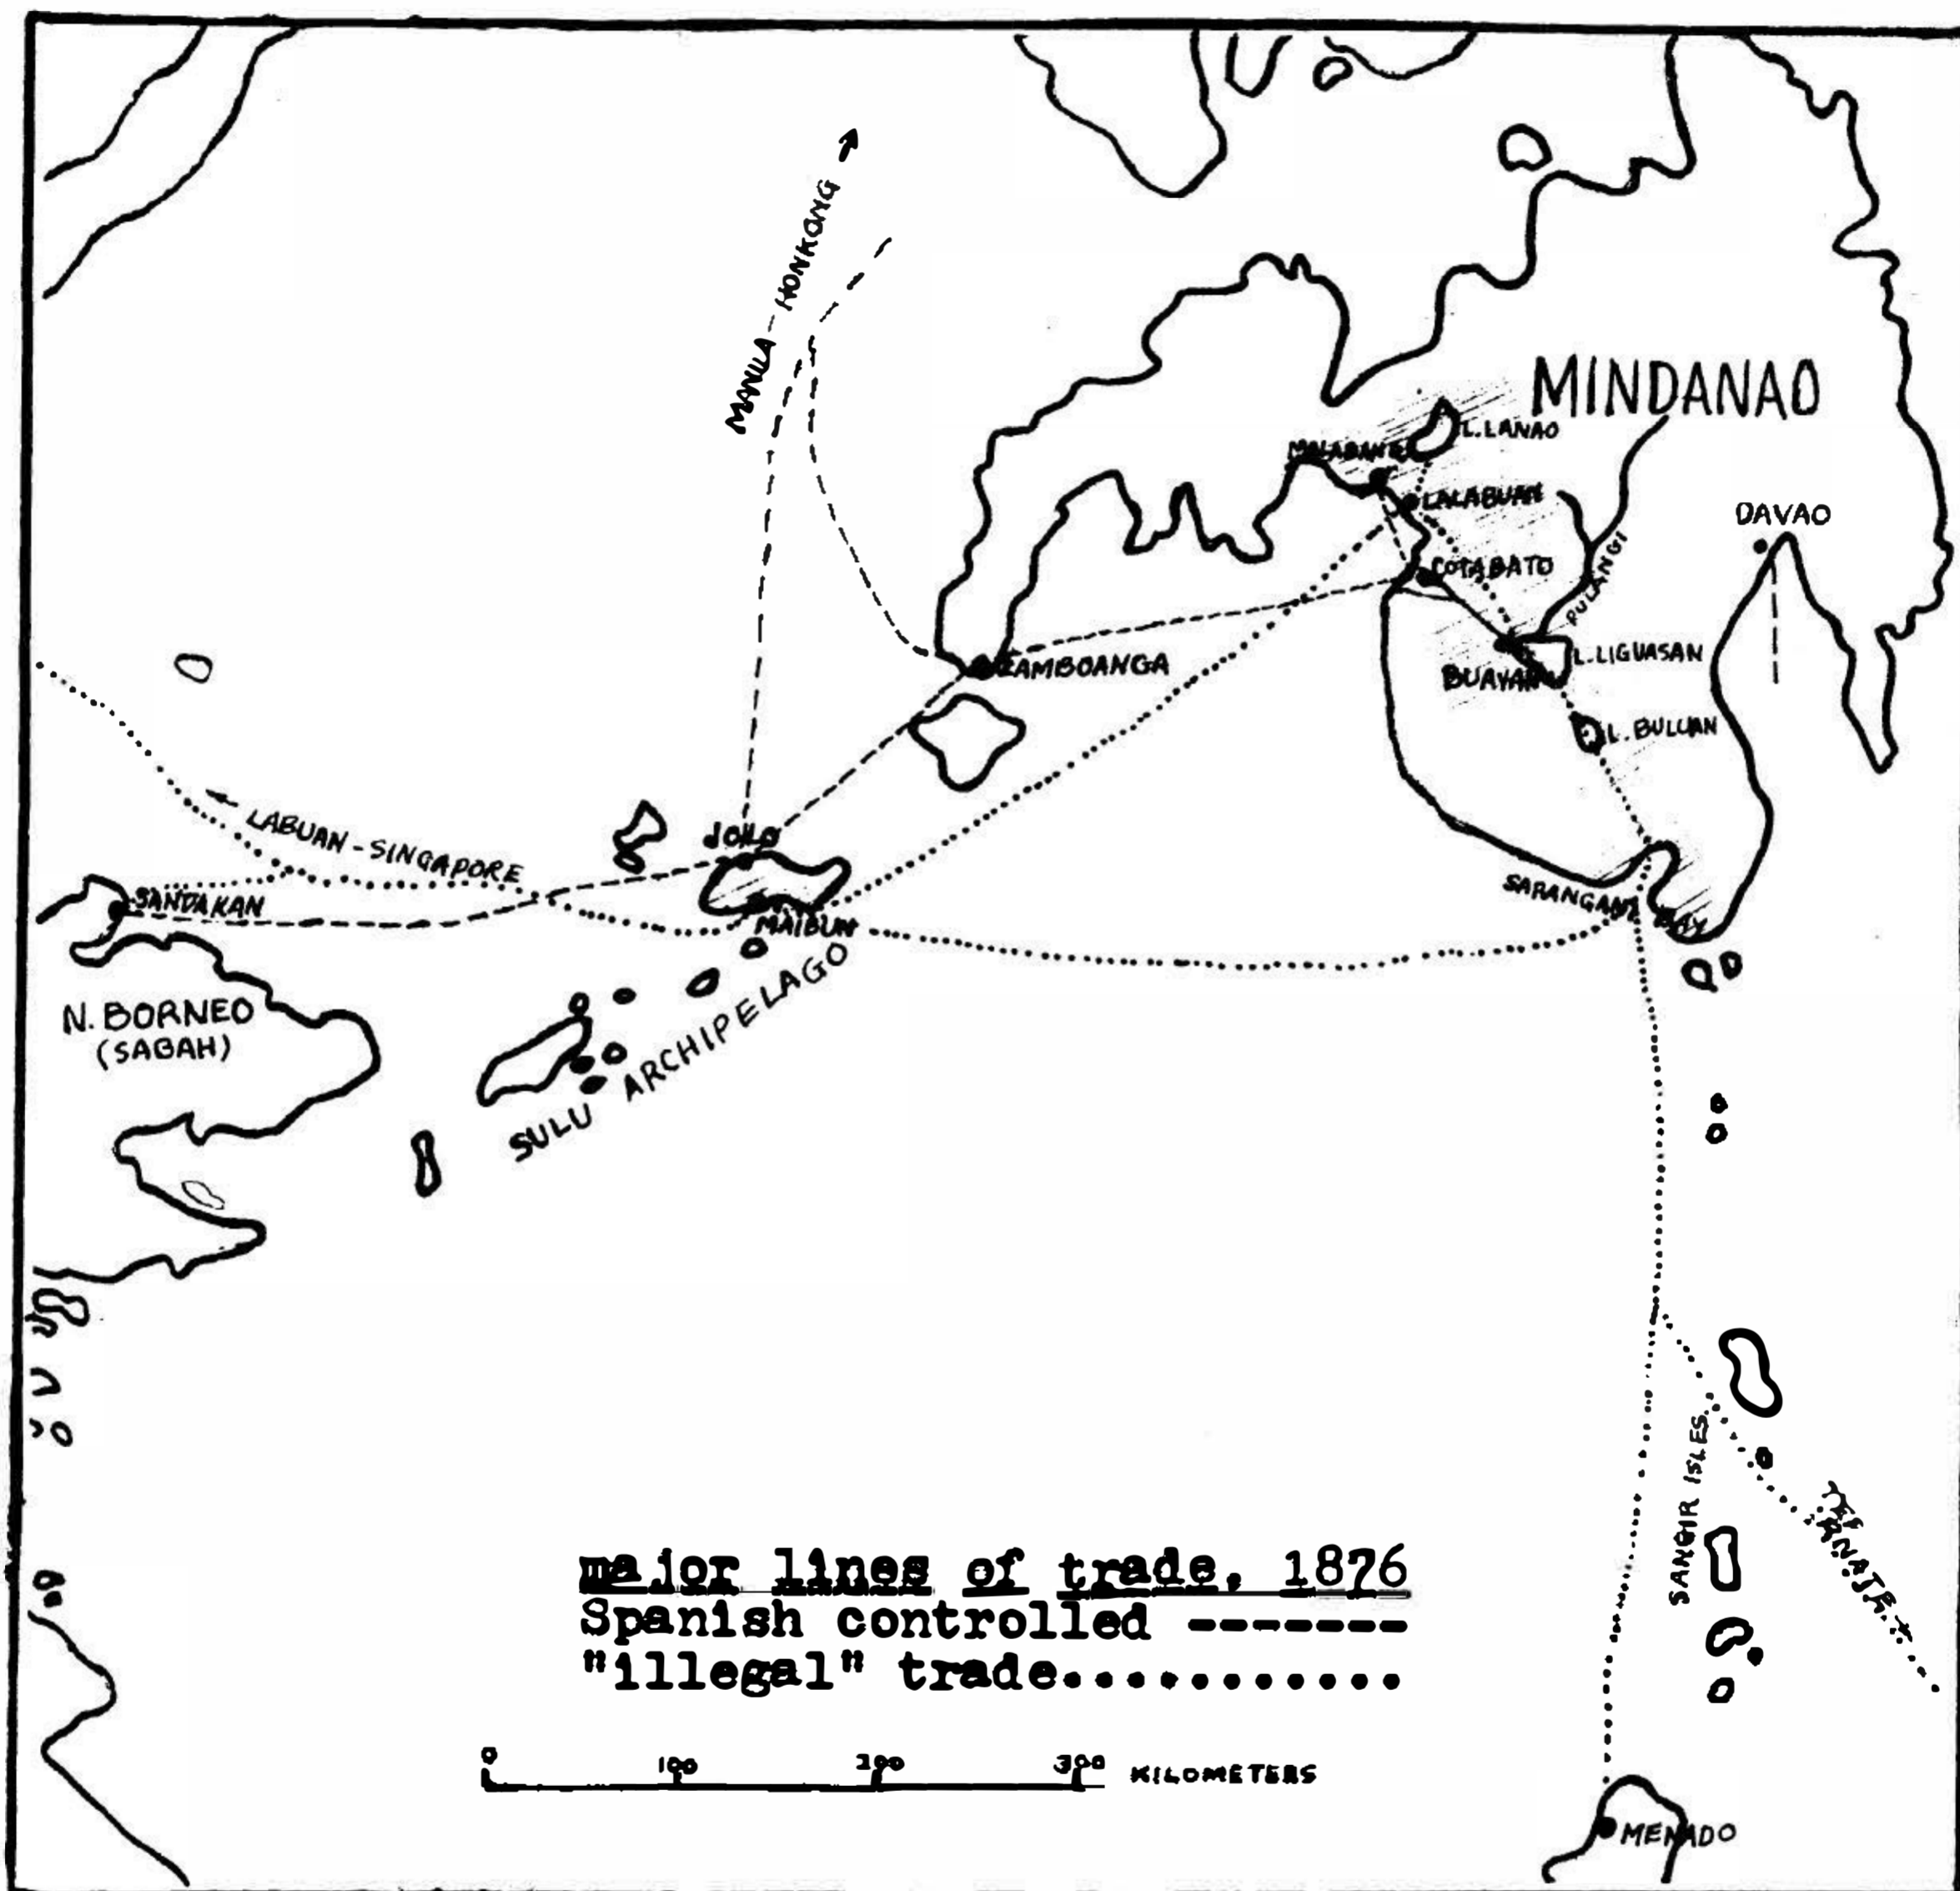 MANILA HONKONG
MINDANAO
L. LANAO
MALABANG
LALABUAN
DAVAO
COTABATO
PULANGI
ZAMBOANGA
L. LIGUASAN
BUAYAN
L. BULUAN
LABUAN - SINGAPORE
JOLO
SANDAKAN
MAIBUN
SARANGANI BAY
N. BORNEO
(SABAH)
SULU ARCHIPELAGO
SANGIR ISLES
major lines of trade, 1876
Spanish controlled -------
"illegal" trade...........
0 100 200 300 KILOMETERS
MENADO